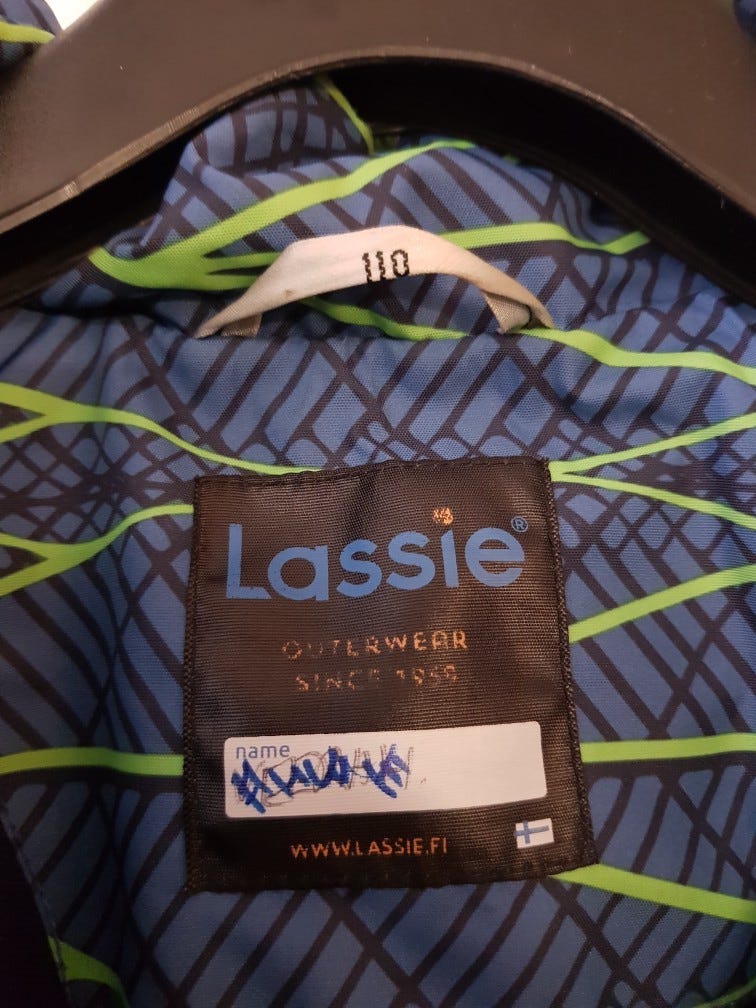 110
Lassie®
OUTERWEAR
SINCE 1959
name
WWW.LASSIE.FI